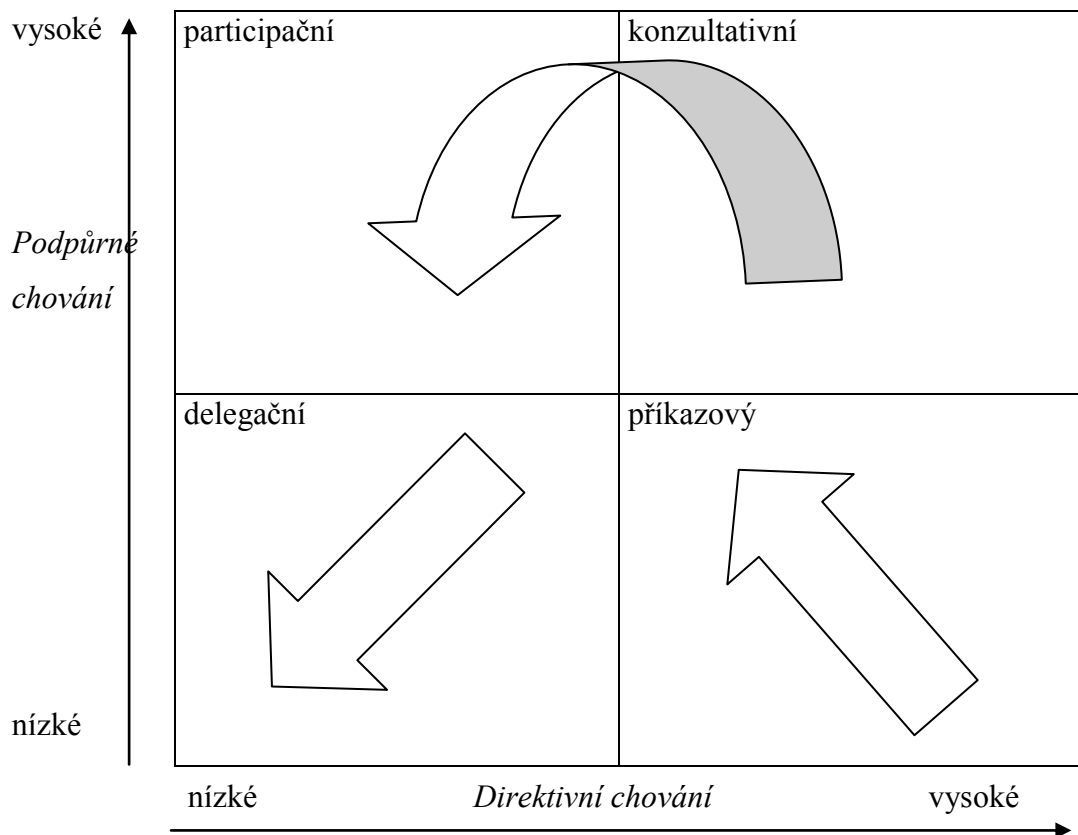 vysoké
participační
konzultativní
Podpůrné
chování
delegační
příkazový
nízké
nízké
Direktivní chování
vysoké